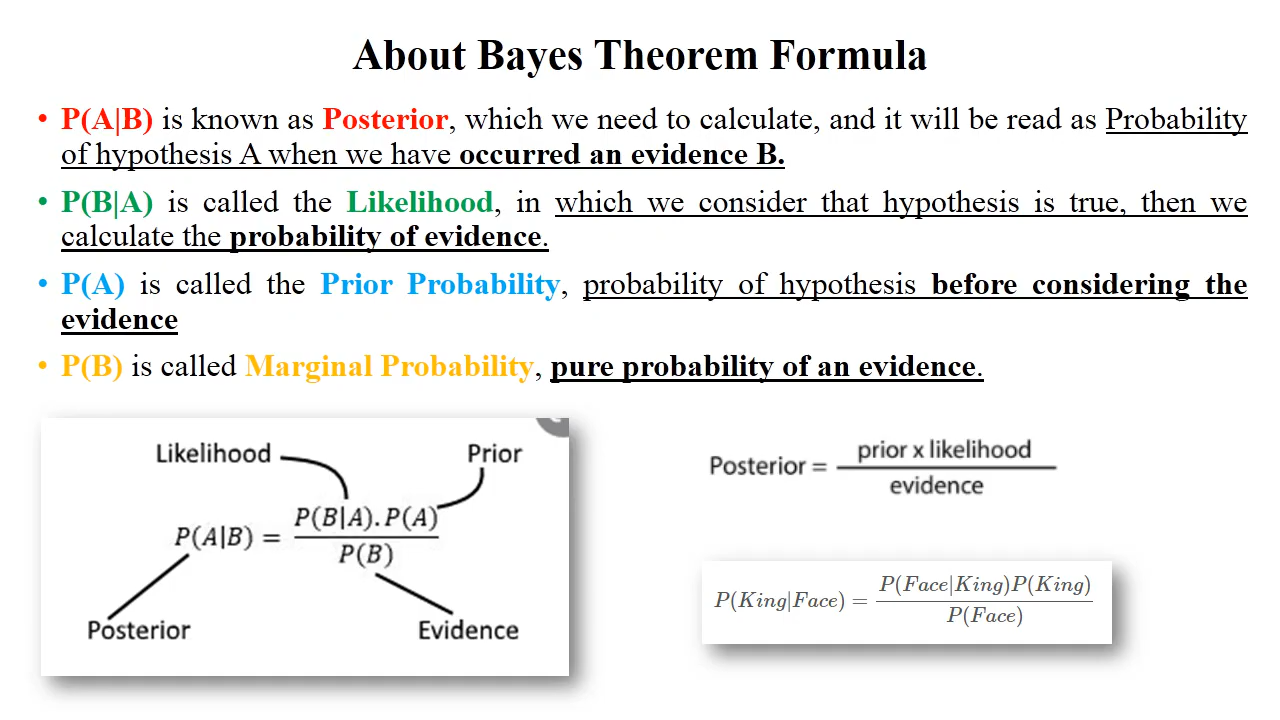 About Bayes Theorem Formula
• P(A|B) is known as Posterior, which we need to calculate, and it will be read as Probability
of hypothesis A when we have occurred an evidence B.
• P(B|A) is called the Likelihood, in which we consider that hypothesis is true, then we
calculate the probability of evidence.
• P(A) is called the Prior Probability, probability of hypothesis before considering the
evidence
• P(B) is called Marginal Probability, pure probability of an evidence.
Likelihood Prior
P(B|A).P(A)
P(A|B) =
P(B)
Posterior Evidence
prior x likelihood
Posterior =
evidence
P(Face|King)P(King)
P(King|Face) =
P(Face)